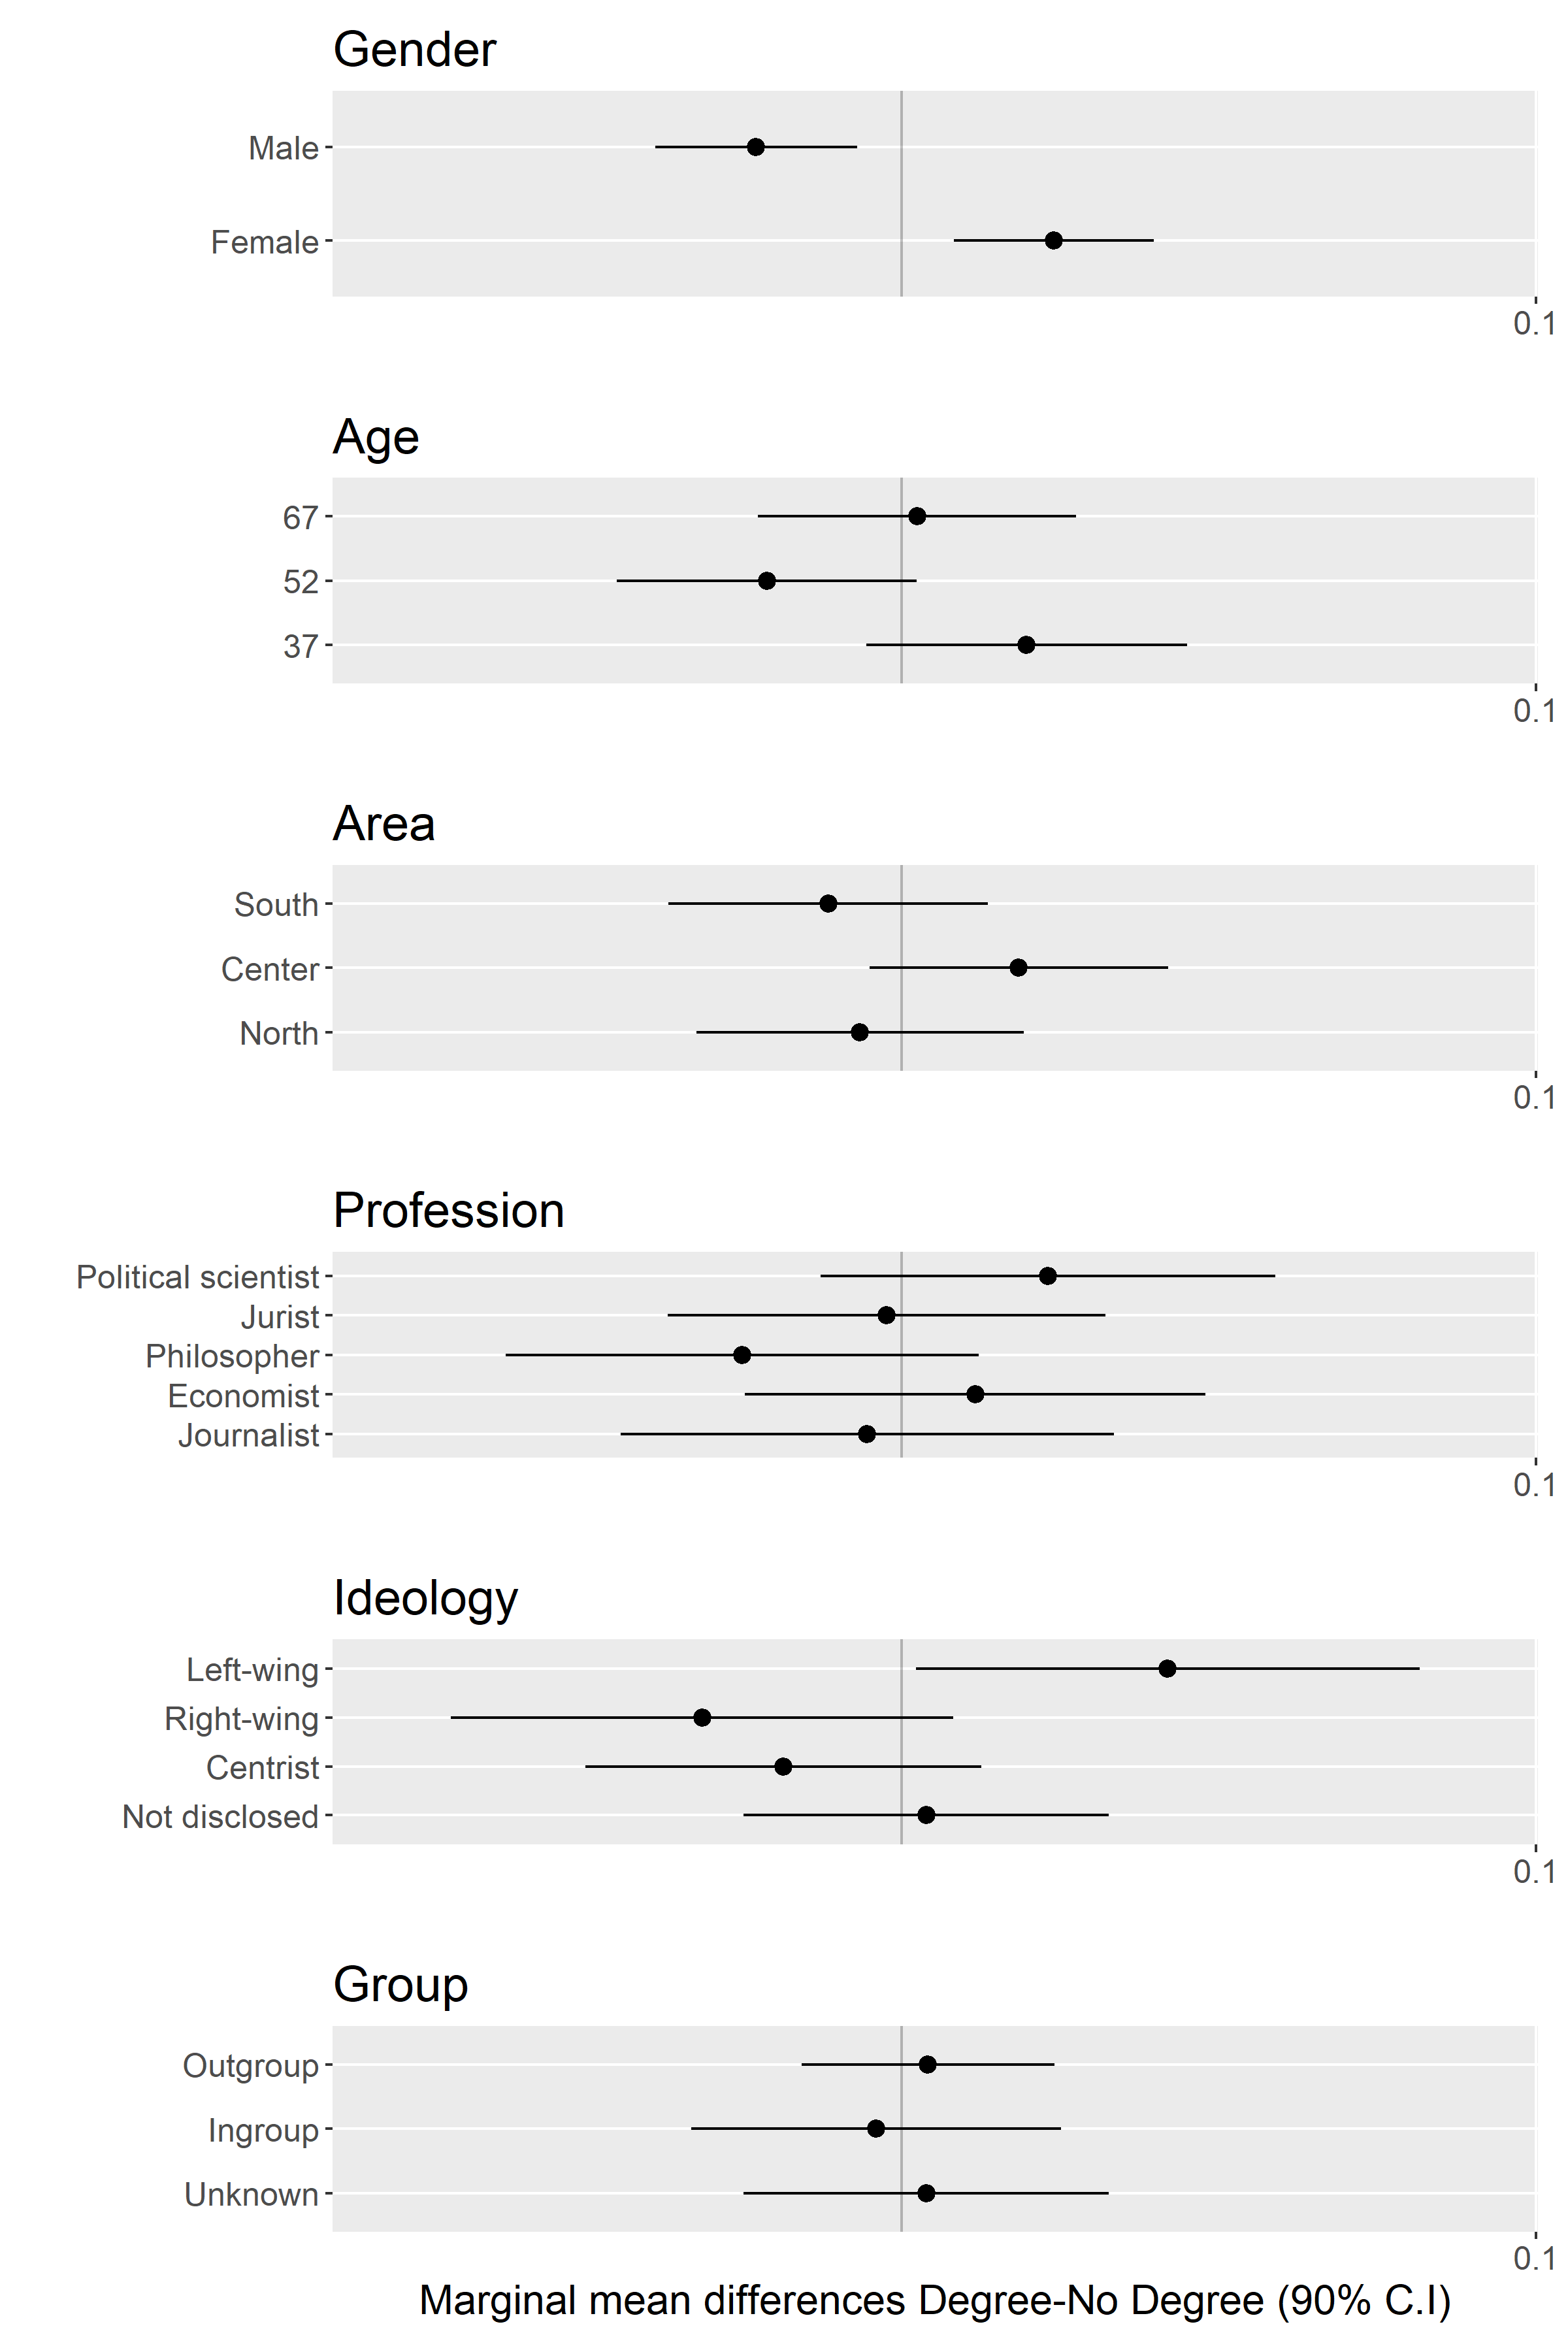 Gender
Male
Female
0.1
Age
67
52
37
0.1
Area
South
Center
North
0.1
Profession
Political scientist
Jurist
Philosopher
Economist
Journalist
0.1
Ideology
Left-wing
Right-wing
Centrist
Not disclosed
0.1
Group
Outgroup
Ingroup
Unknown
0.1
Marginal mean differences Degree-No Degree (90% C.I)